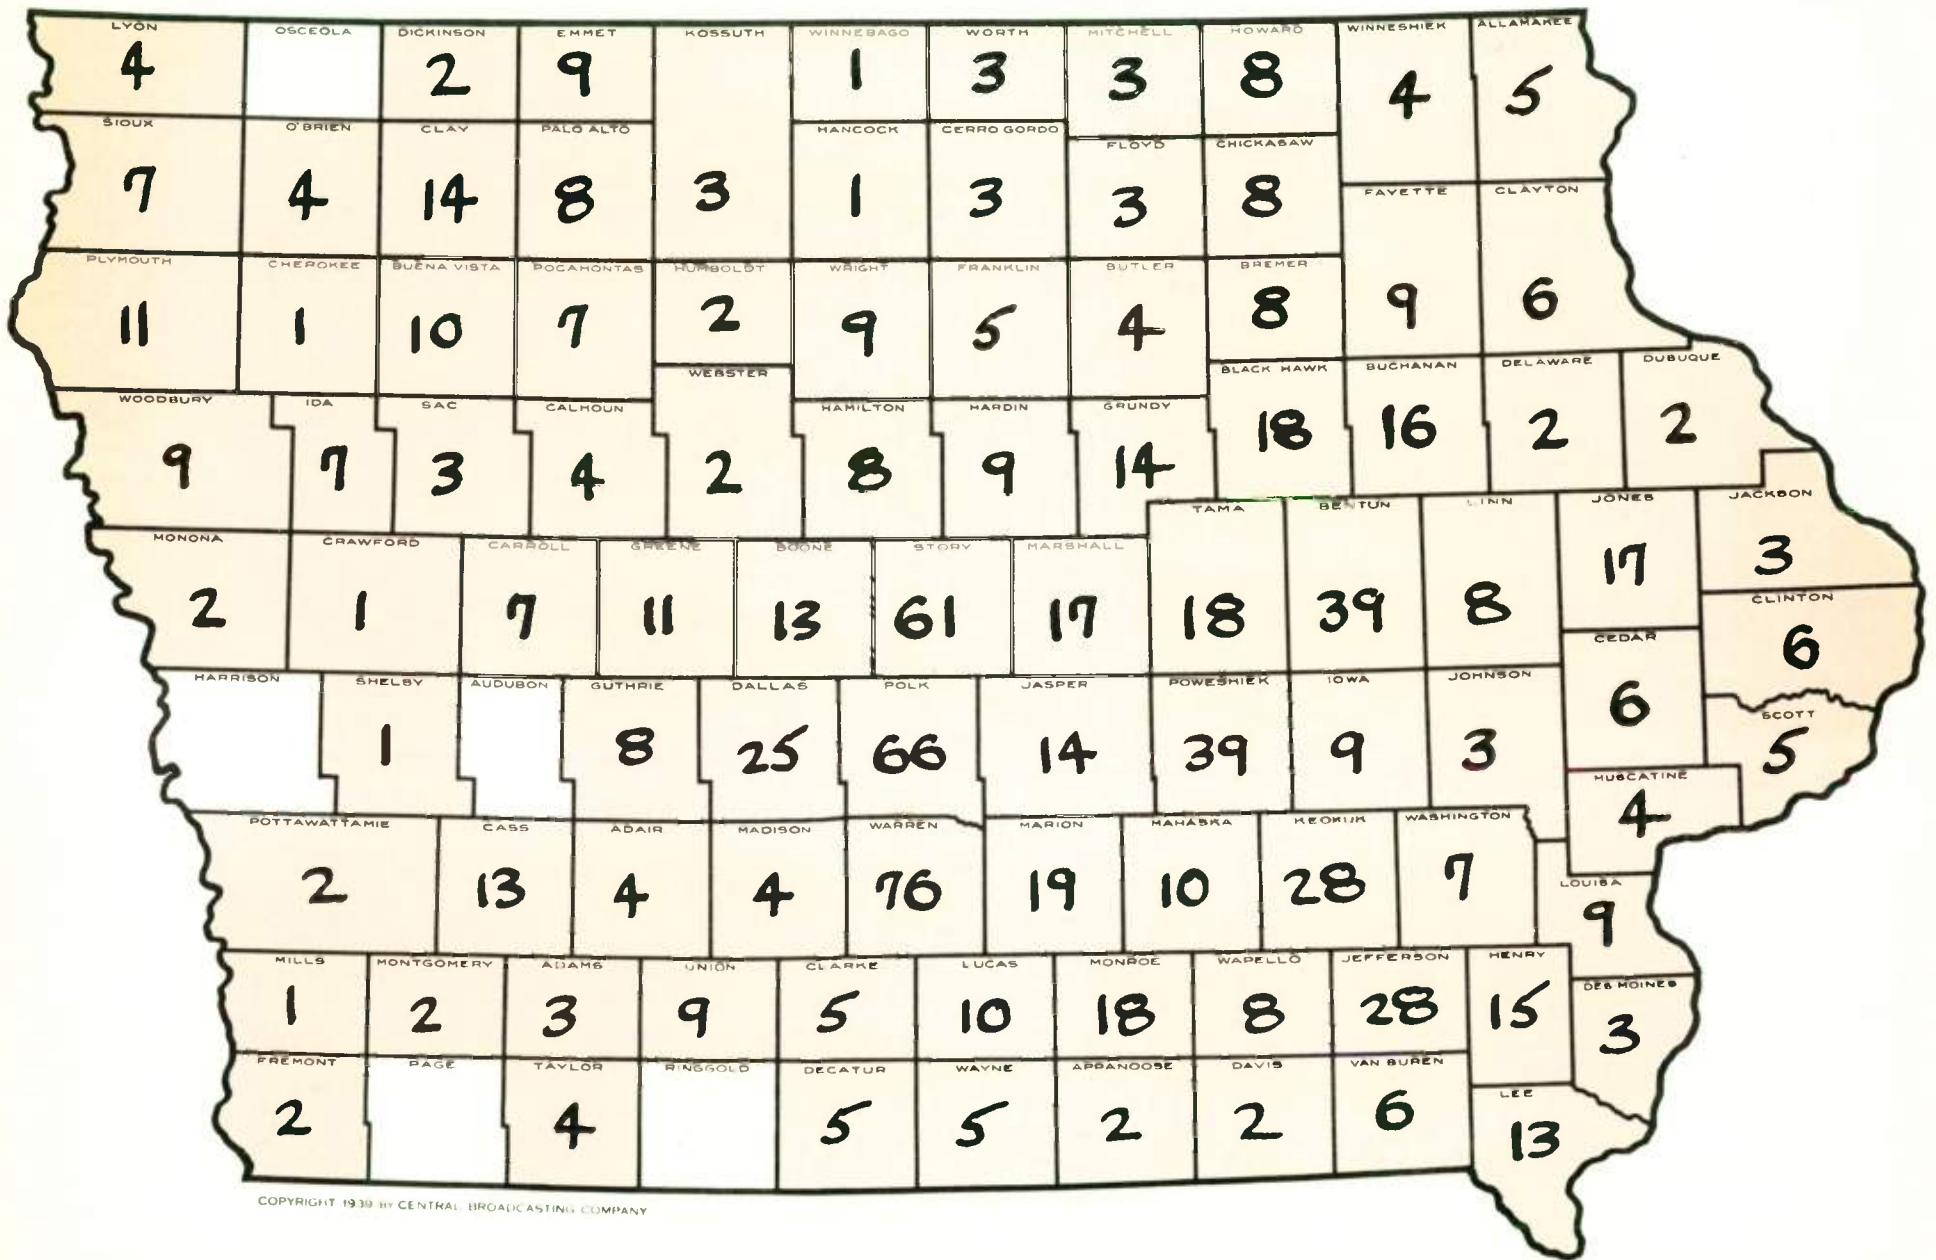 LYON OSCEOLA DICKINSON EMMET KOSSUTH WINNEBAGO WORTH MITCHELL HOWARD WINNESHIEK ALLAMAKEE
4 2 9 1 3 3 8 4 5
SIOUX O'BRIEN CLAY PALO ALTO HANCOCK CERRO GORDO FLOYD CHICKASAW FAYETTE CLAYTON
7 4 14 8 3 1 3 3 8
PLYMOUTH CHEROKEE BUENA VISTA POCAHONTAS HUMBOLDT WRIGHT FRANKLIN BUTLER BREMER
11 1 10 7 2 9 5 4 8 9 6
WEBSTER BLACK HAWK BUCHANAN DELAWARE DUBUQUE
WOODBURY IDA SAC CALHOUN HAMILTON HARDIN GRUNDY
9 7 3 4 2 8 9 14 18 16 2 2
TAMA BENTON LINN JONES JACKSON
MONONA CRAWFORD CARROLL GREENE BOONE STORY MARSHALL
17 3
2 1 7 11 13 61 17 18 39 8
CLINTON
CEDAR 6
HARRISON SHELBY AUDUBON GUTHRIE DALLAS POLK JASPER POWESHIEK IOWA JOHNSON
6 SCOTT
1 8 25 66 14 39 9 3 5
MUSCATINE
4
POTTAWATTAMIE CASS ADAIR MADISON WARREN MARION MAHASKA KEOKUK WASHINGTON
2 13 4 4 76 19 10 28 7
LOUISA
9
MILLS MONTGOMERY ADAMS UNION CLARKE LUCAS MONROE WAPELLO JEFFERSON HENRY
DES MOINES
1 2 3 9 5 10 18 8 28 15 3
FREMONT PAGE TAYLOR RINGGOLD DECATUR WAYNE APPANOOSE DAVIS VAN BUREN
LEE
2 4 5 5 2 2 6 13
COPYRIGHT 1939 BY CENTRAL BROADCASTING COMPANY